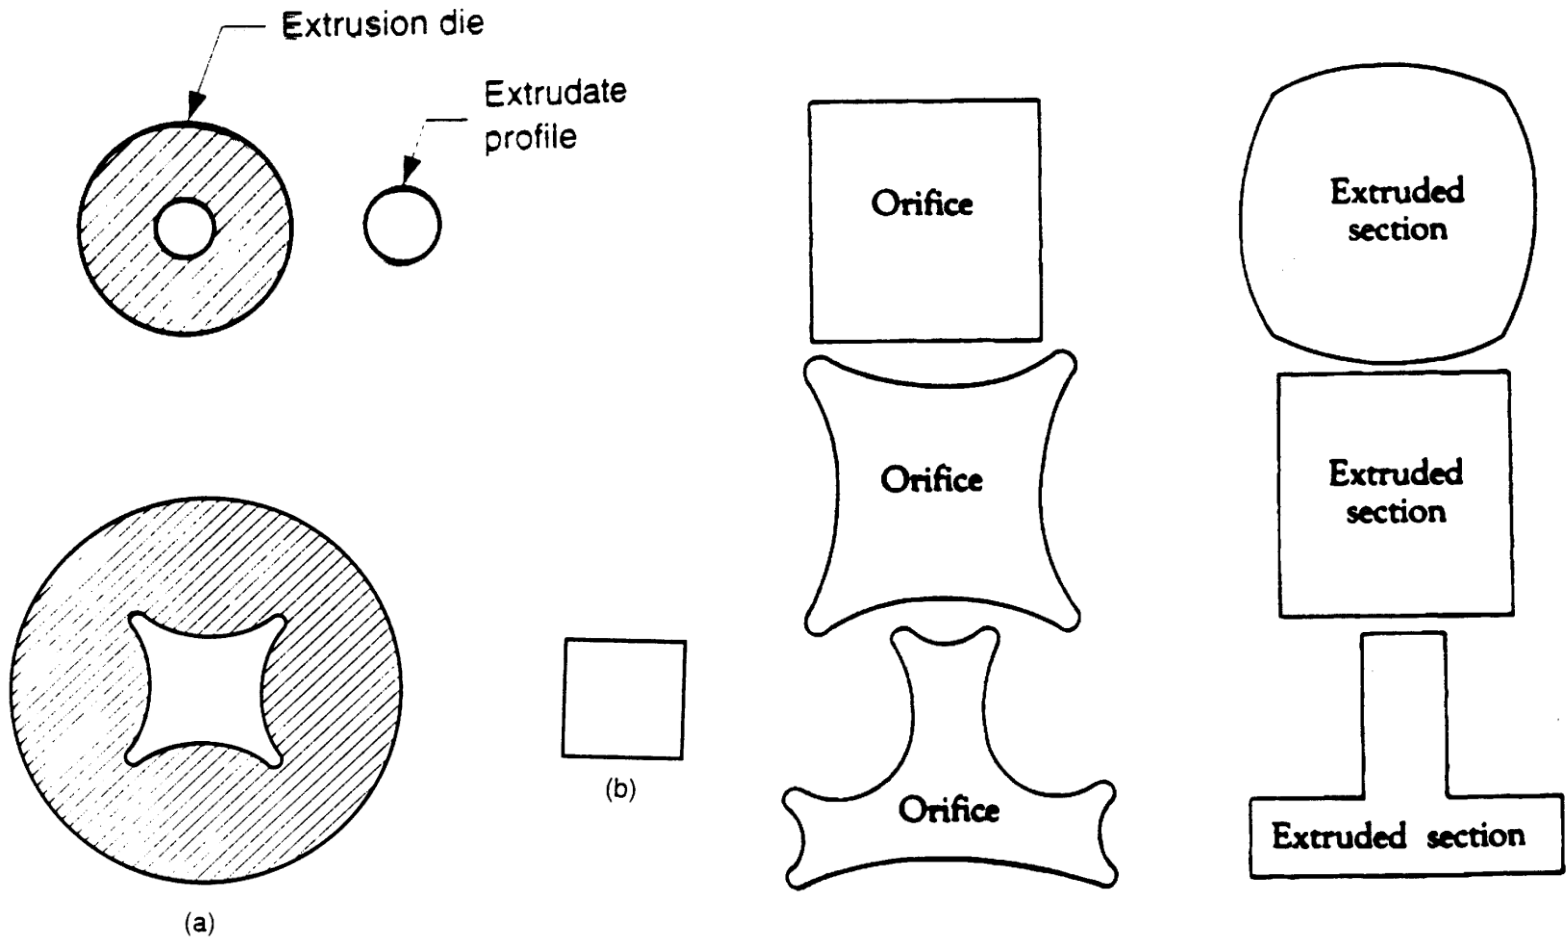 Extrusion die
Extrudate
profile
Orifice
Extruded
section
Orifice
Extruded
section
(b)
Orifice
Extruded section
(a)